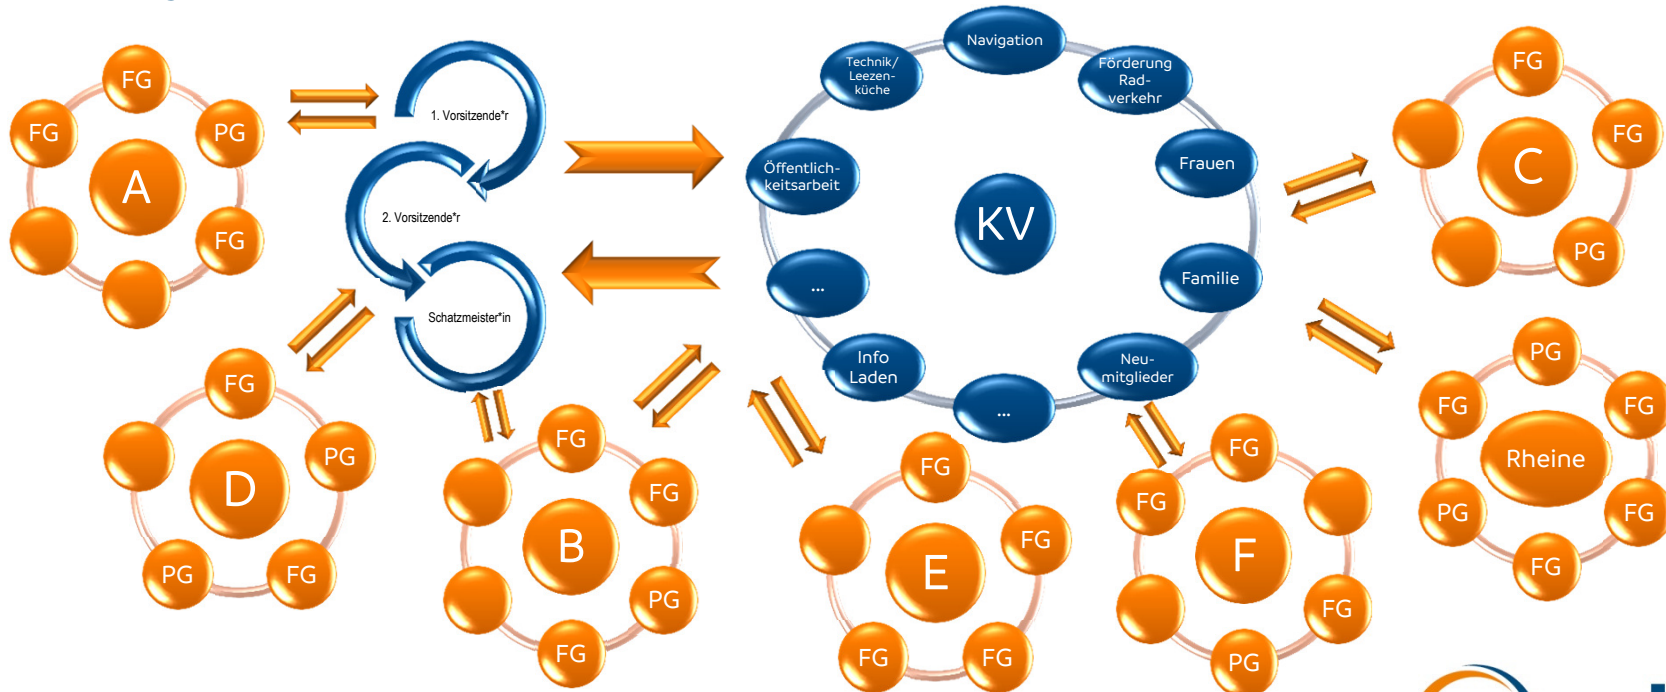 FG
FG
PG
A
FG
1. Vorsitzende*r
2. Vorsitzende*r
Schatzmeister*in
Navigation
Technik/
Leezen-
küche
Förderung
Rad-
verkehr
Öffentlich-
keitsarbeit
Frauen
KV
...
Familie
Info
Laden
...
Neu-
mitglieder
FG
FG
C
PG
FG
PG
D
PG
FG
FG
FG
B
PG
FG
FG
FG
E
FG
FG
FG
FG
F
FG
PG
PG
FG
FG
Rheine
PG
FG
FG